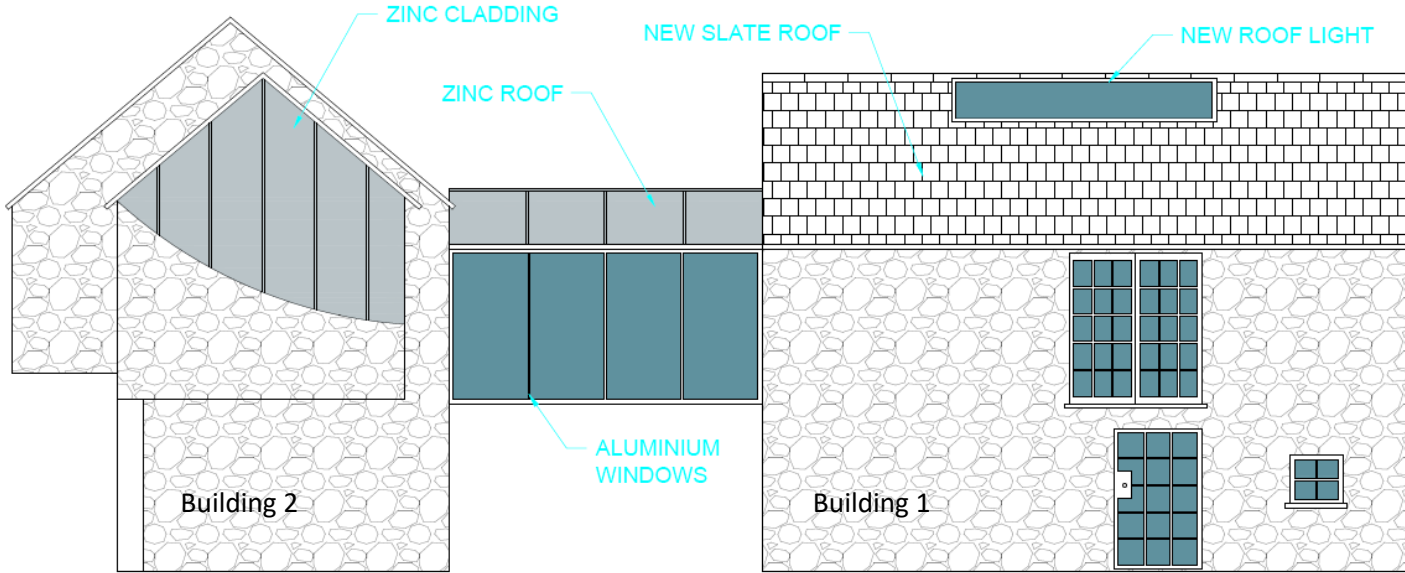 ZINC CLADDING
NEW SLATE ROOF
NEW ROOF LIGHT
ZINC ROOF
ALUMINIUM
WINDOWS
Building 2
Building 1